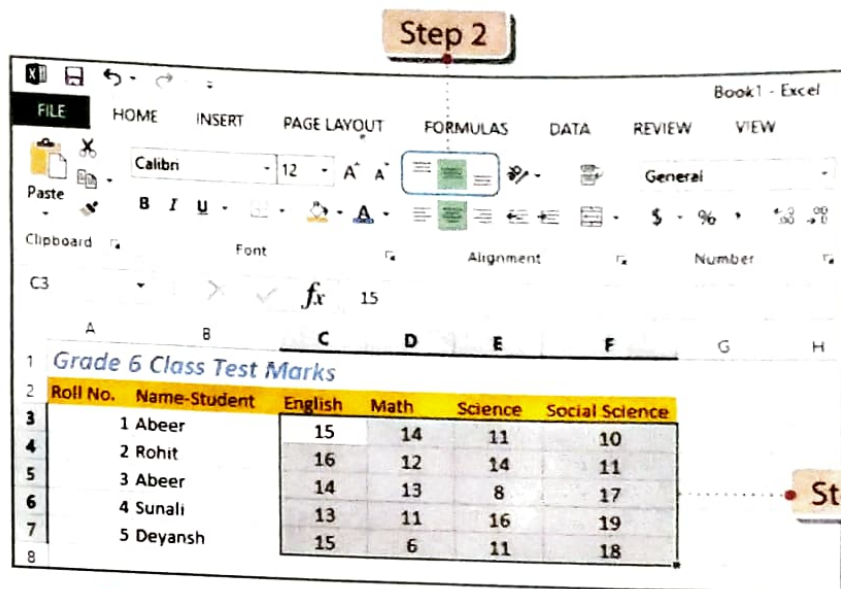 Step 2
Book1 - Excel
FILE HOME INSERT PAGE LAYOUT FORMULAS DATA REVIEW VIEW
Calibri 12 A A General
Paste B I U A $ % , .00 .00
Clipboard Font Alignment Number
C3 fx 15
A B C D E F G H
1 Grade 6 Class Test Marks
2 Roll No. Name-Student English Math Science Social Science
3 1 Abeer 15 14 11 10
4 2 Rohit 16 12 14 11
5 3 Abeer 14 13 8 17
6 4 Sunali 13 11 16 19
7 5 Deyansh 15 6 11 18
8
St